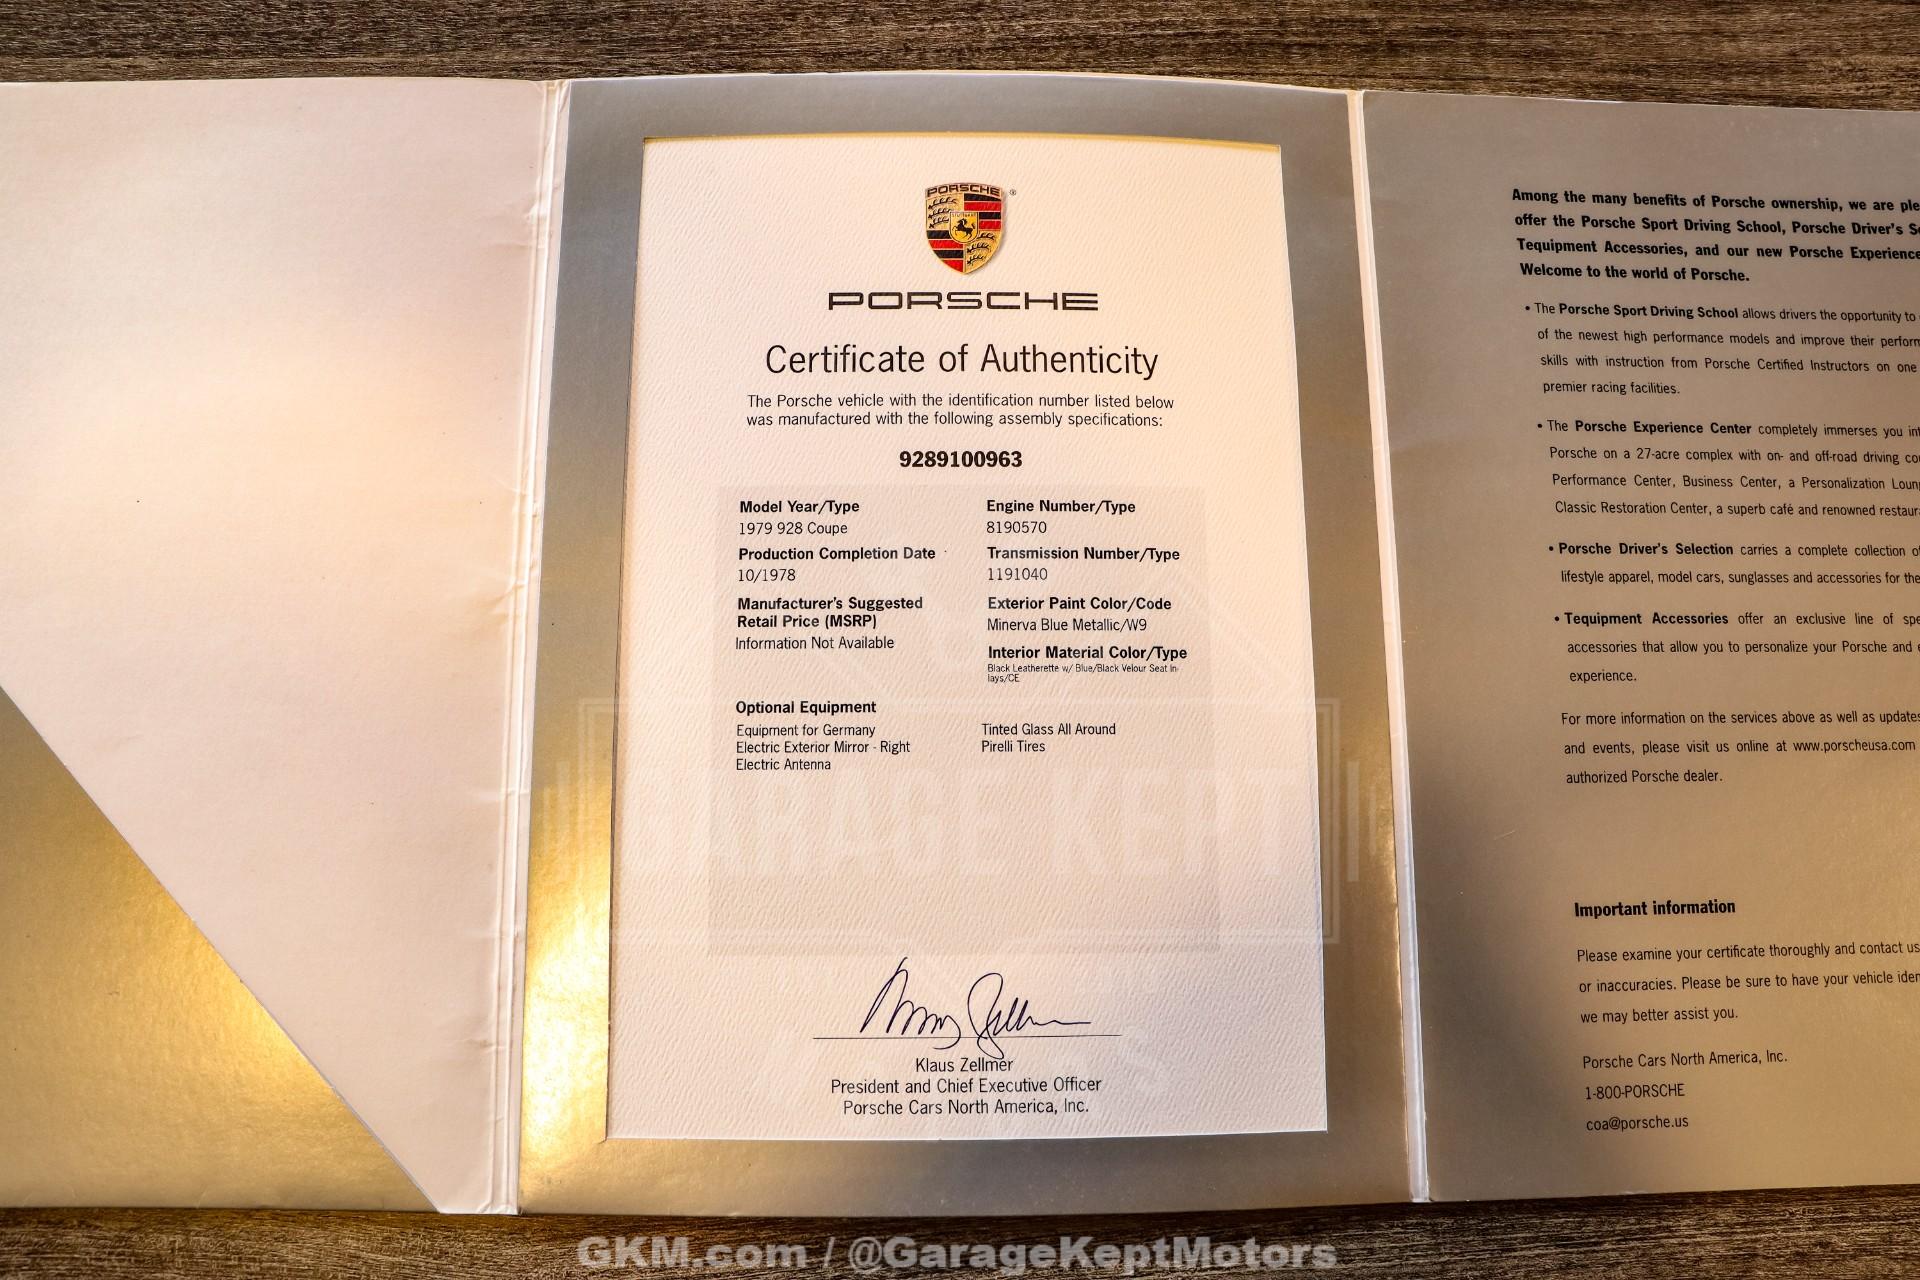 PORSCHE
STUTTGART
PORSCHE
Certificate of Authenticity
The Porsche vehicle with the identification number listed below
was manufactured with the following assembly specifications:
9289100963
Model Year/Type
1979 928 Coupe
Production Completion Date
10/1978
Manufacturer's Suggested
Retail Price (MSRP)
Information Not Available
Engine Number/Type
8190570
Transmission Number/Type
1191040
Exterior Paint Color/Code
Minerva Blue Metallic/W9
Interior Material Color/Type
Black Leatherette w/ Blue/Black Velour Seat In-
lays/CE
Optional Equipment
Equipment for Germany
Electric Exterior Mirror - Right
Electric Antenna
Tinted Glass All Around
Pirelli Tires
GARAGE KEPT
Klaus Zellmer
President and Chief Executive Officer
Porsche Cars North America, Inc.
Among the many benefits of Porsche ownership, we are ple
offer the Porsche Sport Driving School, Porsche Driver's Se
Tequipment Accessories, and our new Porsche Experience
Welcome to the world of Porsche.
• The Porsche Sport Driving School allows drivers the opportunity to
of the newest high performance models and improve their perform
skills with instruction from Porsche Certified Instructors on one
premier racing facilities.
• The Porsche Experience Center completely immerses you int
Porsche on a 27-acre complex with on- and off-road driving co
Performance Center, Business Center, a Personalization Loun
Classic Restoration Center, a superb café and renowned restaur
• Porsche Driver's Selection carries a complete collection of
lifestyle apparel, model cars, sunglasses and accessories for the
• Tequipment Accessories offer an exclusive line of spe
accessories that allow you to personalize your Porsche and e
experience.
For more information on the services above as well as updates
and events, please visit us online at www.porscheusa.com
authorized Porsche dealer.
Important information
Please examine your certificate thoroughly and contact us
or inaccuracies. Please be sure to have your vehicle iden
we may better assist you.
Porsche Cars North America, Inc.
1-800-PORSCHE
coa@porsche.us
GKM.com / @GarageKeptMotors